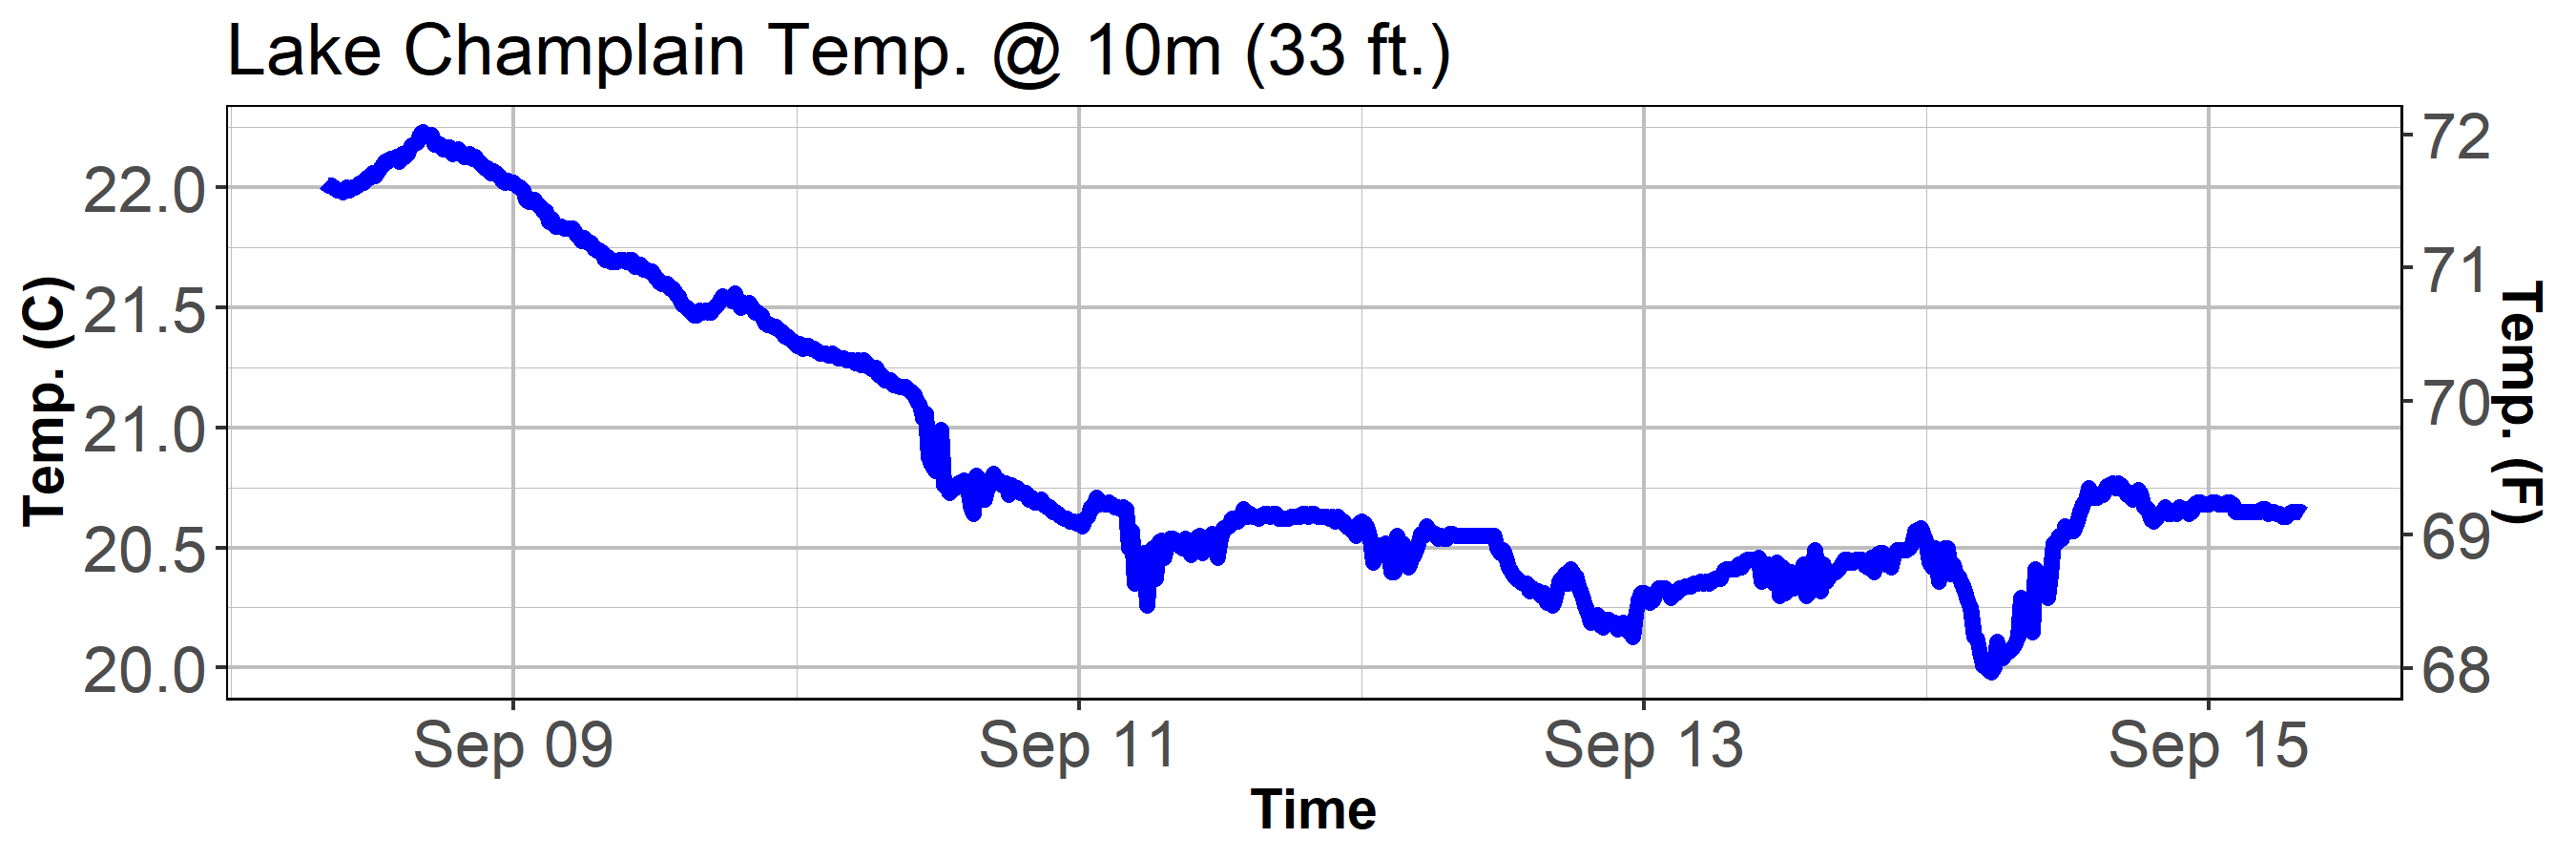 Lake Champlain Temp. @ 10m (33 ft.)
Temp. (C)
22.0
21.5
21.0
20.5
20.0
72
71
70
69
68
Temp. (F)
Sep 09 Sep 11 Sep 13 Sep 15
Time